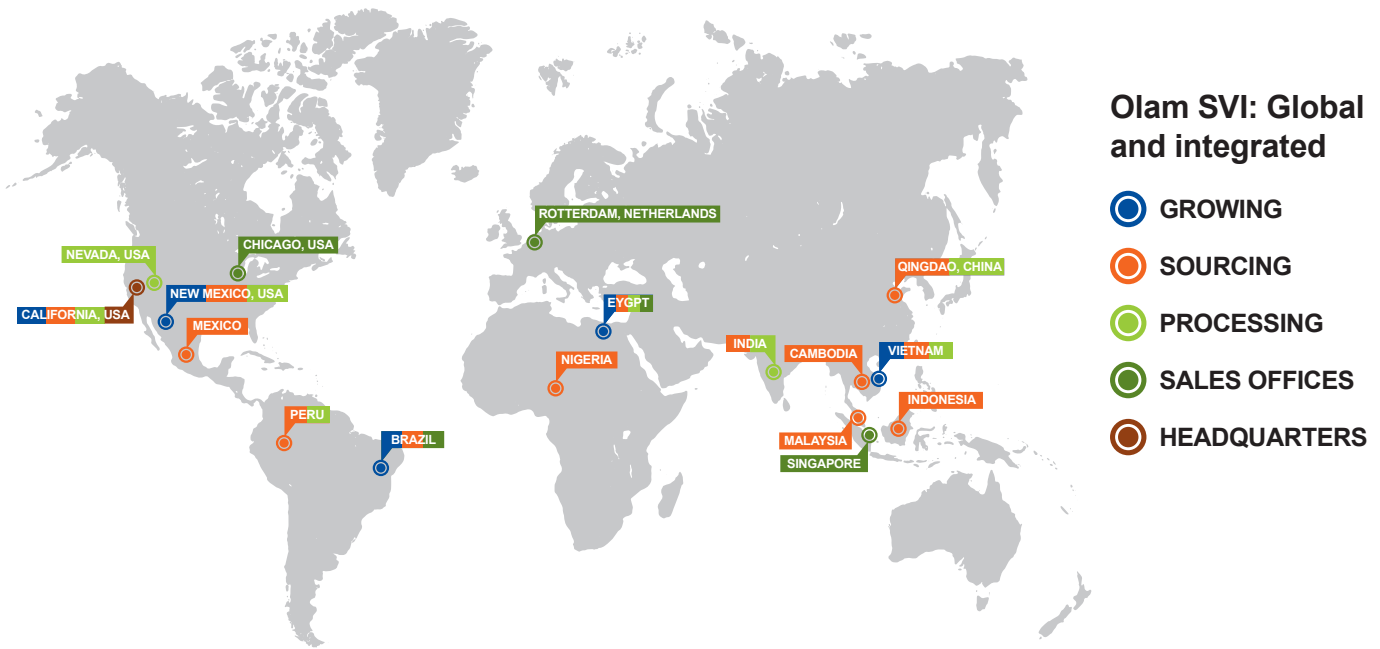 Olam SVI: Global
and integrated
GROWING
SOURCING
PROCESSING
SALES OFFICES
HEADQUARTERS
ROTTERDAM, NETHERLANDS
CHICAGO, USA
NEVADA, USA
QINGDAO, CHINA
NEW MEXICO, USA
EYGPT
CALIFORNIA, USA
MEXICO
INDIA
CAMBODIA
VIETNAM
NIGERIA
INDONESIA
PERU
BRAZIL
MALAYSIA
SINGAPORE